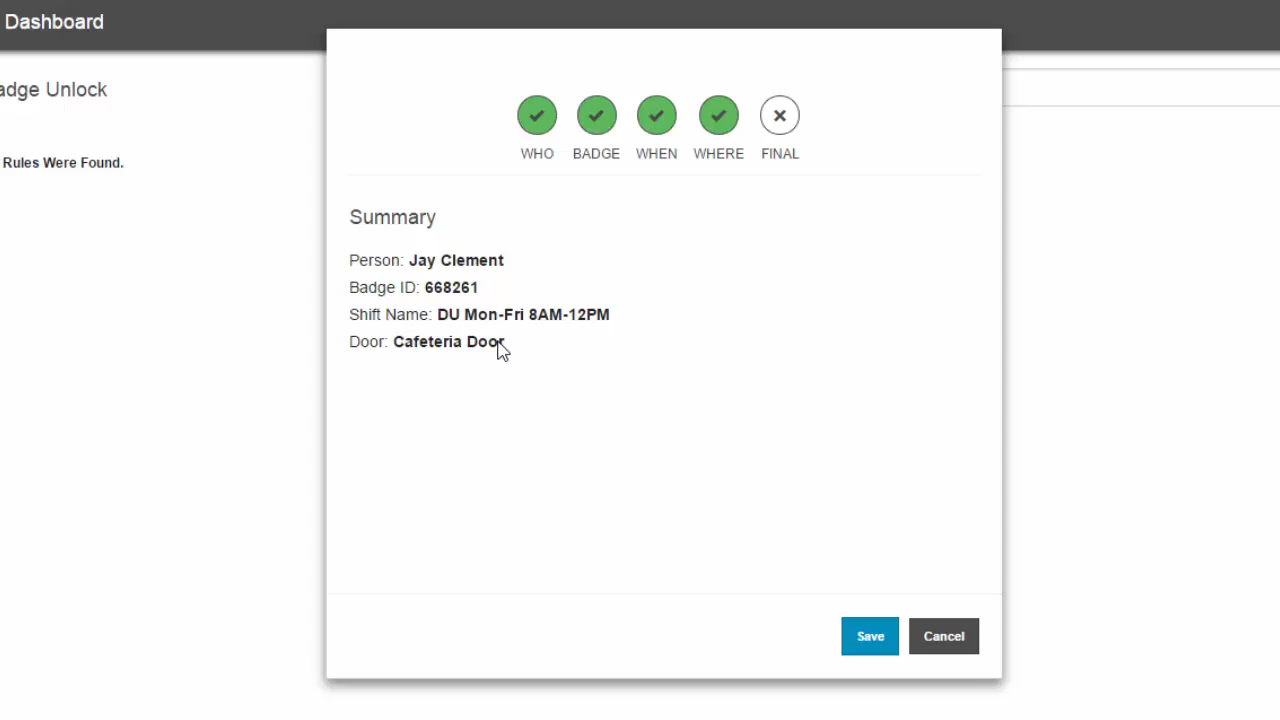 Dashboard
adge Unlock
Rules Were Found.
WHO BADGE WHEN WHERE FINAL
Summary
Person: Jay Clement
Badge ID: 668261
Shift Name: DU Mon-Fri 8AM-12PM
Door: Cafeteria Door
Save Cancel